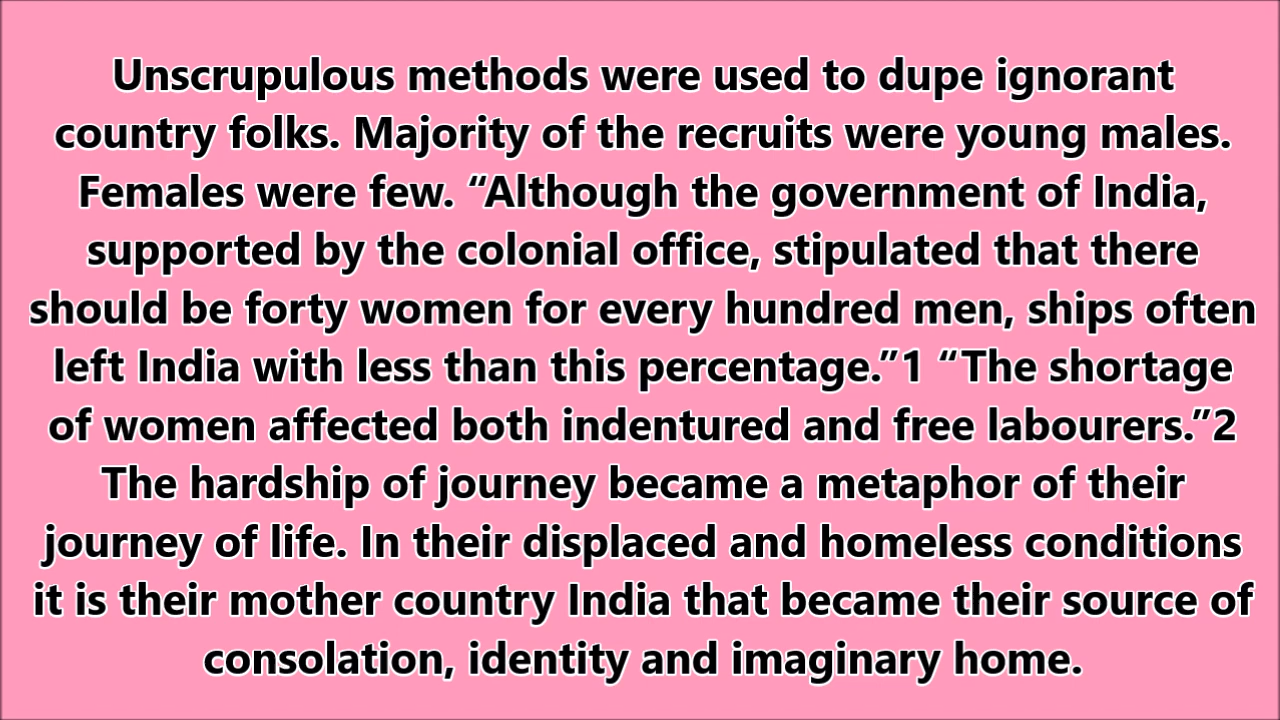 Unscrupulous methods were used to dupe ignorant
country folks. Majority of the recruits were young males.
Females were few. “Although the government of India,
supported by the colonial office, stipulated that there
should be forty women for every hundred men, ships often
left India with less than this percentage.”1 “The shortage
of women affected both indentured and free labourers.”2
The hardship of journey became a metaphor of their
journey of life. In their displaced and homeless conditions
it is their mother country India that became their source of
consolation, identity and imaginary home.